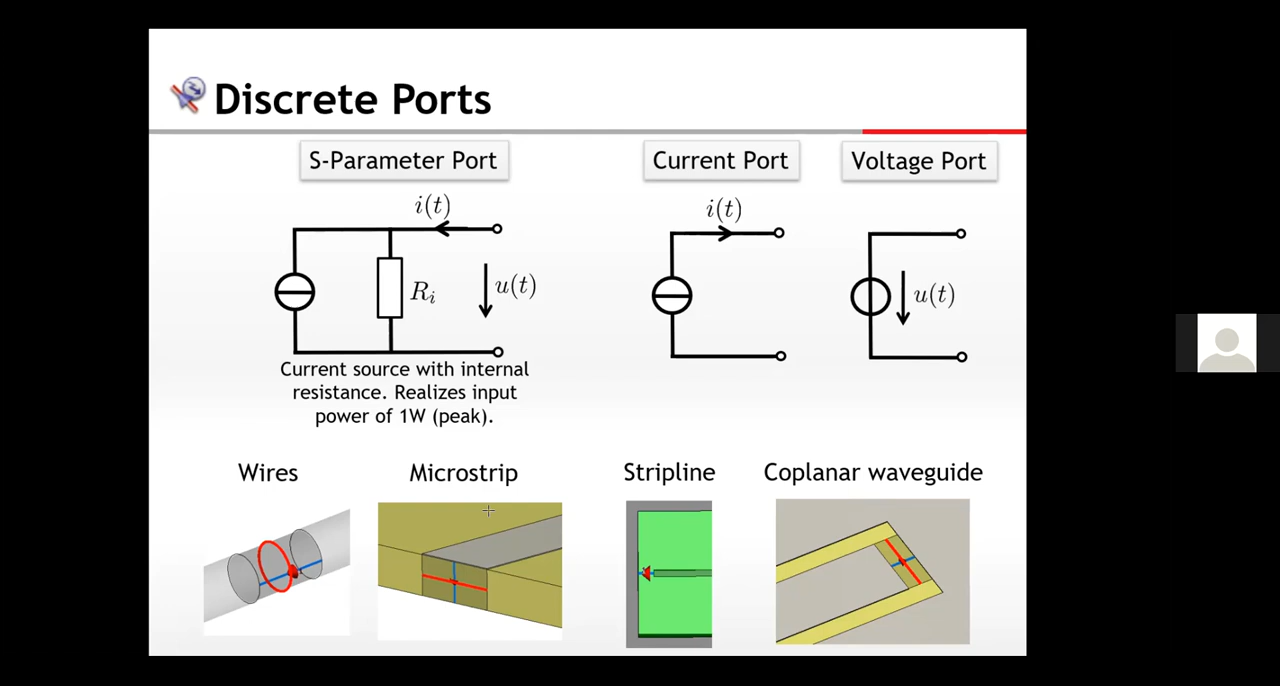 Discrete Ports
S-Parameter Port
Current Port
Voltage Port
i(t)
R_i
u(t)
i(t)
u(t)
Current source with internal
resistance. Realizes input
power of 1W (peak).
Wires
Microstrip
Stripline
Coplanar waveguide